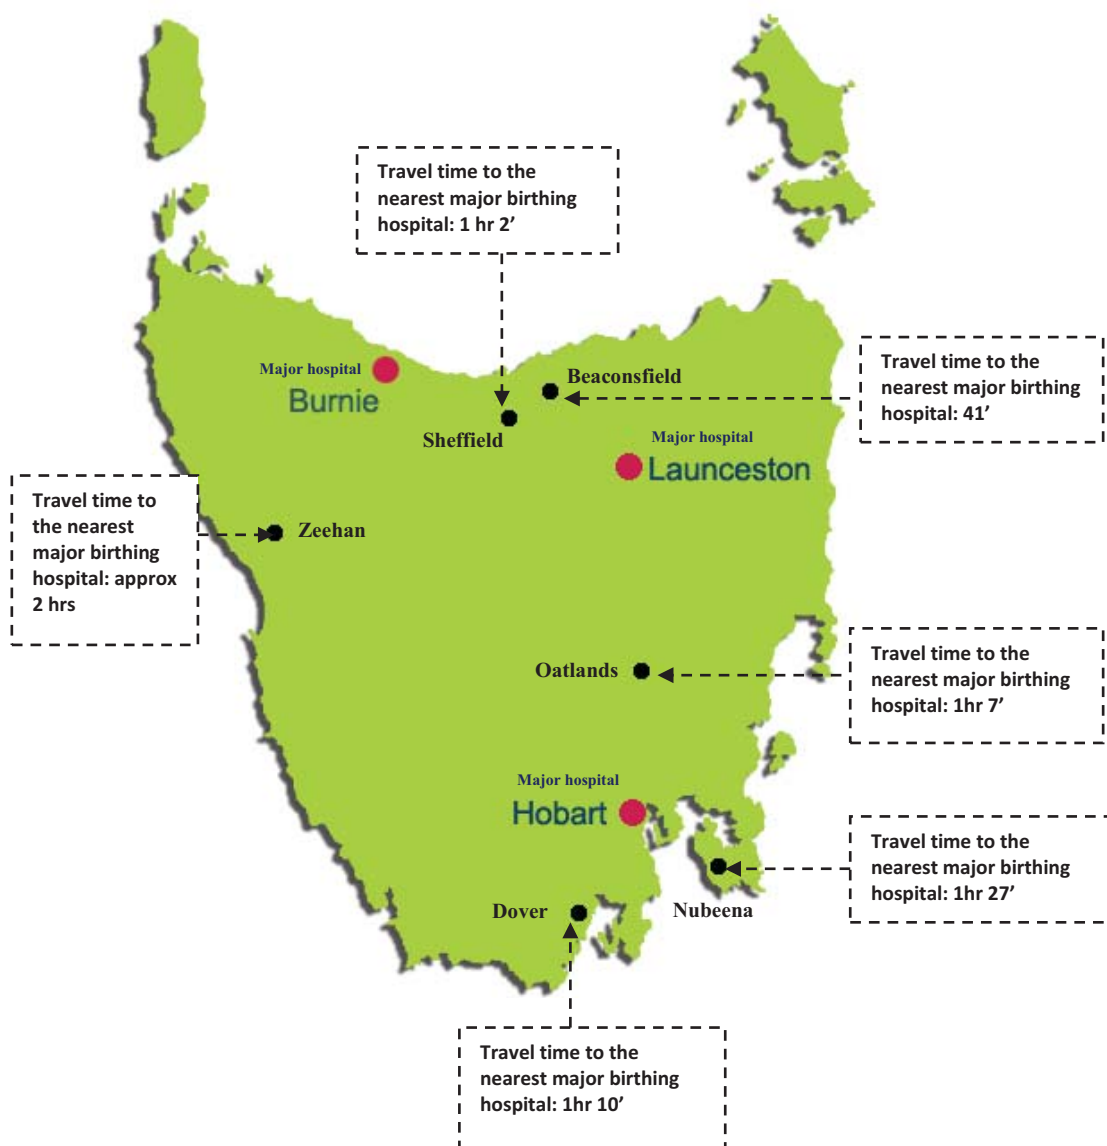 Travel time to the
nearest major birthing
hospital: 1 hr 2’
Travel time to the
nearest major birthing
hospital: 41’
Major hospital
Burnie
Beaconsfield
Sheffield
Major hospital
Launceston
Travel time to
the nearest
major birthing
hospital: approx
2 hrs
Zeehan
Oatlands
Travel time to the
nearest major birthing
hospital: 1hr 7’
Major hospital
Hobart
Travel time to the
nearest major birthing
hospital: 1hr 27’
Dover
Nubeena
Travel time to the
nearest major birthing
hospital: 1hr 10’